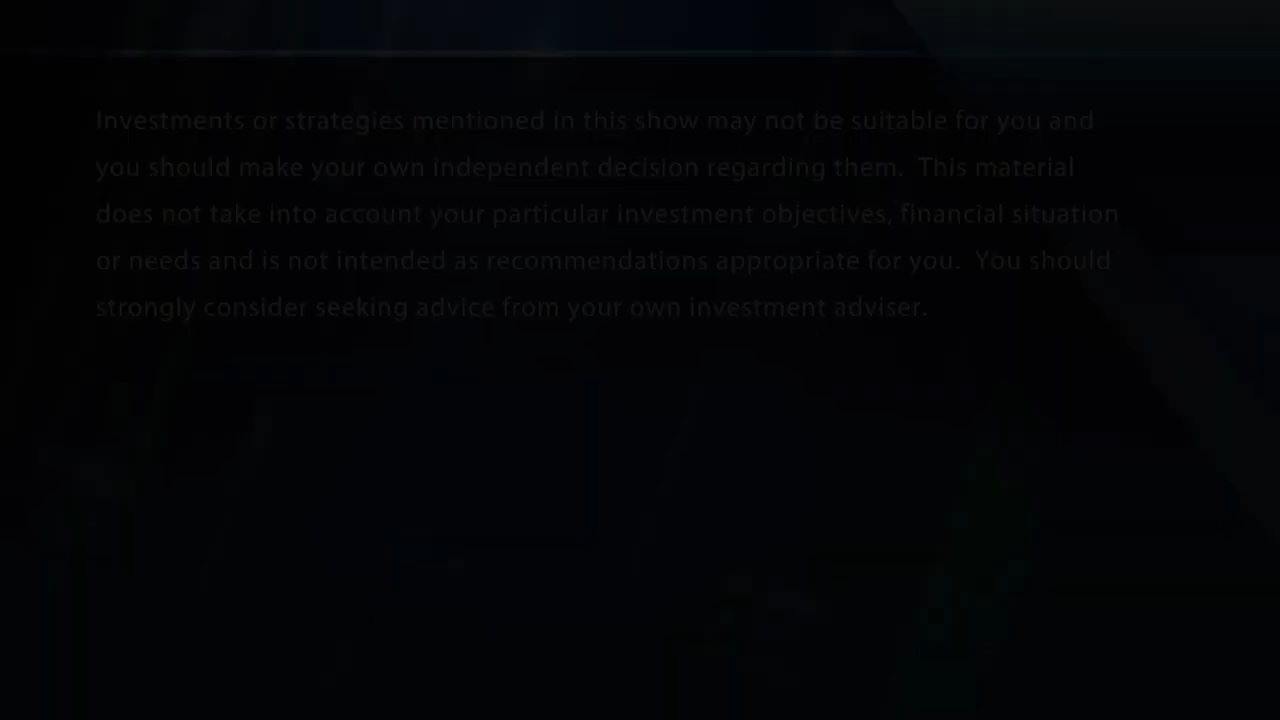 Investments or strategies mentioned in this show may not be suitable for you and
you should make your own independent decision regarding them.  This material
does not take into account your particular investment objectives, financial situation
or needs and is not intended as recommendations appropriate for you.  You should
strongly consider seeking advice from your own investment adviser.